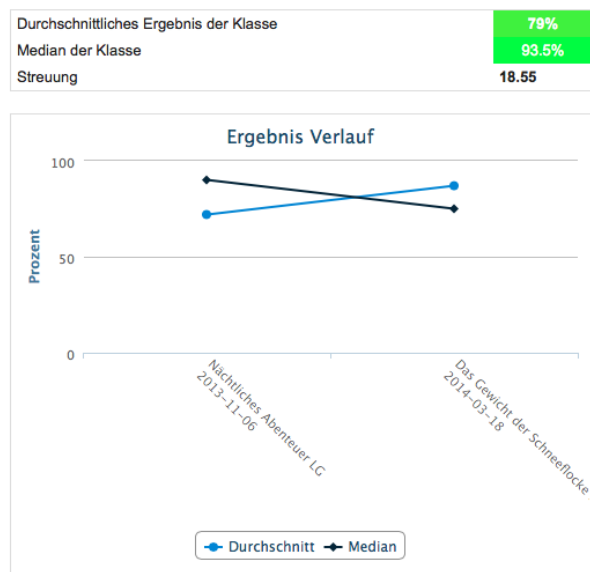 Durchschnittliches Ergebnis der Klasse 79%
Median der Klasse 93.5%
Streuung 18.55
Ergebnis Verlauf
100
50
0
Prozent
Nächtliches Abenteuer LG
2013-11-06
Das Gewicht der Schneeflocke
2014-03-18
Durchschnitt Median